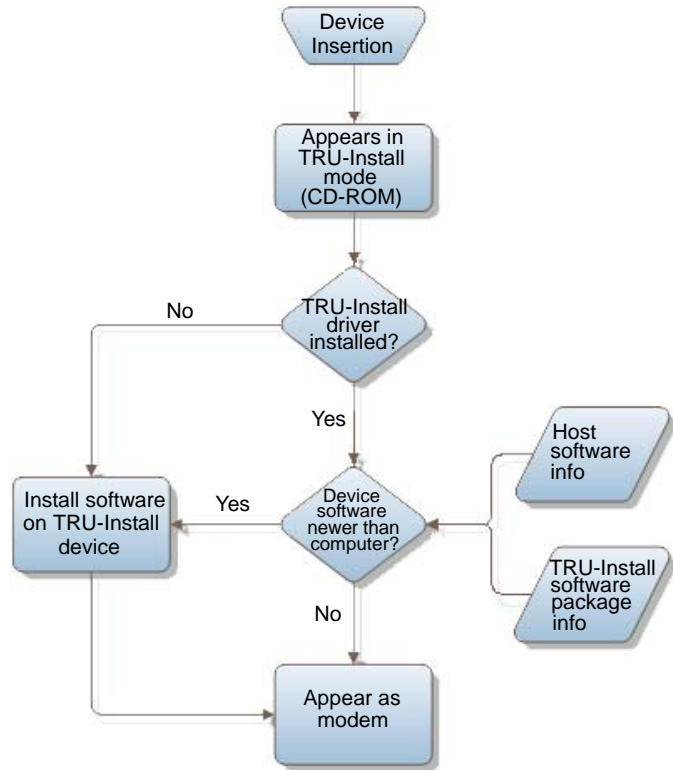 Device
Insertion
Appears in
TRU-Install
mode
(CD-ROM)
No
TRU-Install
driver
installed?
Yes
Host
software
info
Install software
on TRU-Install
device
Yes
Device
software
newer than
computer?
TRU-Install
software
package
info
No
Appear as
modem